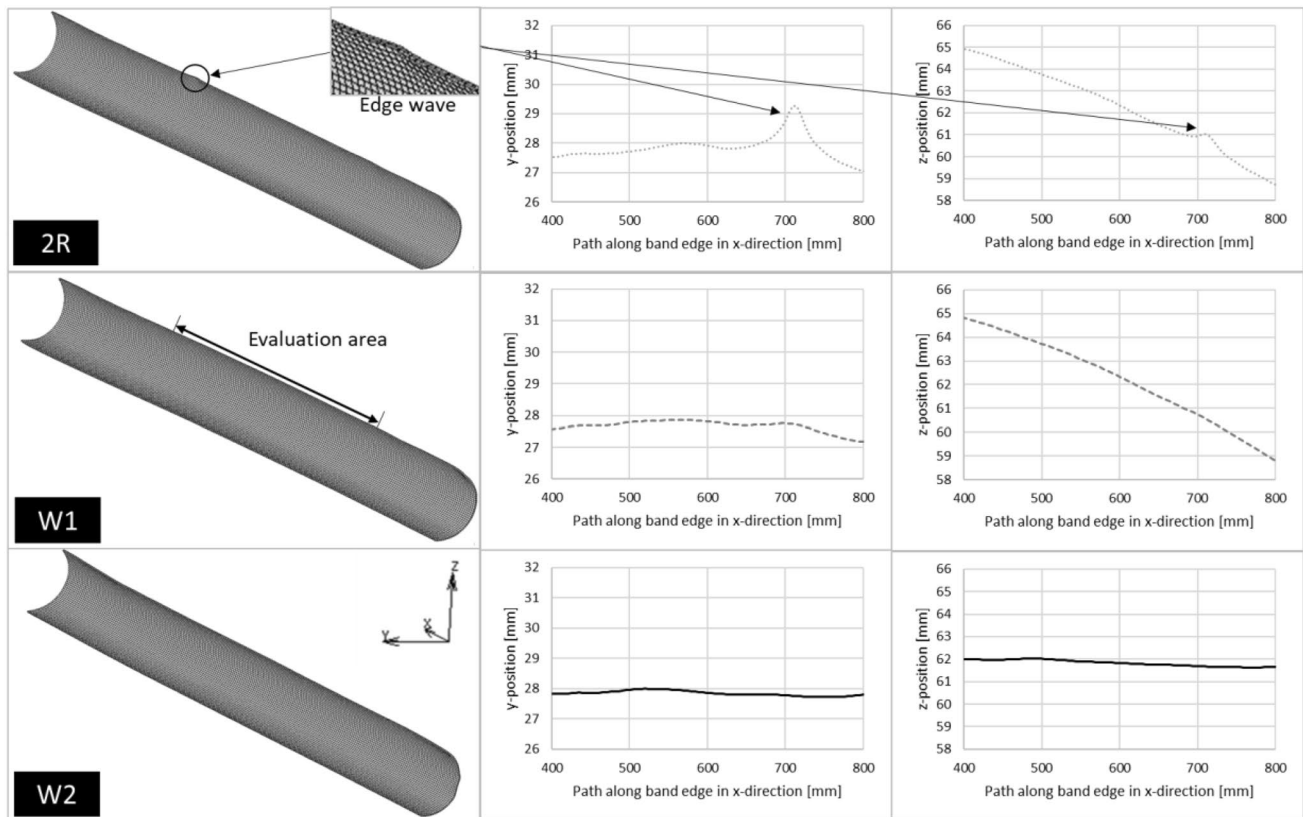 Edge wave
2R
y-position [mm]
32
31
30
29
28
27
26
400 500 600 700 800
Path along band edge in x-direction [mm]
z-position [mm]
66
65
64
63
62
61
60
59
58
400 500 600 700 800
Path along band edge in x-direction [mm]
Evaluation area
W1
y-position [mm]
32
31
30
29
28
27
26
400 500 600 700 800
Path along band edge in x-direction [mm]
z-position [mm]
66
65
64
63
62
61
60
59
58
400 500 600 700 800
Path along band edge in x-direction [mm]
Z
X
Y
W2
y-position [mm]
32
31
30
29
28
27
26
400 500 600 700 800
Path along band edge in x-direction [mm]
z-position [mm]
66
65
64
63
62
61
60
59
58
400 500 600 700 800
Path along band edge in x-direction [mm]